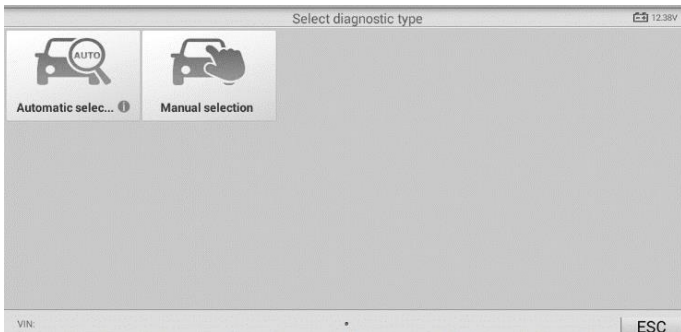 Select diagnostic type
12.38V
AUTO
Automatic selec...
Manual selection
VIN:
ESC